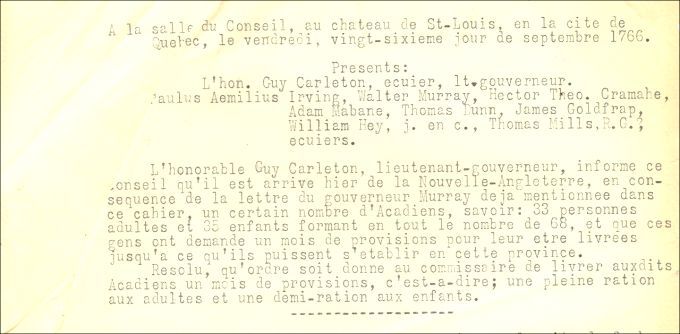 A la salle du Conseil, au chateau de St-Louis, en la cite de
Quebec, le vendredi, vingt-sixieme jour de septembre 1766.
Presents:
L'hon. Guy Carleton, ecuier, lt.gouverneur.
Paulus Aemilius Irving, Walter Murray, Hector Theo. Cramahe,
Adam Mabane, Thomas Dunn, James Goldfrap,
William Hey, j. en c., Thomas Mills,R.G.;
ecuiers.
L'honorable Guy Carleton, lieutenant-gouverneur, informe ce
conseil qu'il est arrive hier de la Nouvelle-Angleterre, en con-
sequence de la lettre du gouverneur Murray deja mentionnee dans
ce cahier, un certain nombre d'Acadiens, savoir: 33 personnes
adultes et 35 enfants formant en tout le nombre de 68, et que ces
gens ont demande un mois de provisions pour leur etre livrées
jusqu'a ce qu'ils puissent s'etablir en cette province.
Resolu, qu'ordre soit donne au commissaire de livrer auxdits
Acadiens un mois de provisions, c'est-a-dire; une pleine ration
aux adultes et une demi-ration aux enfants.